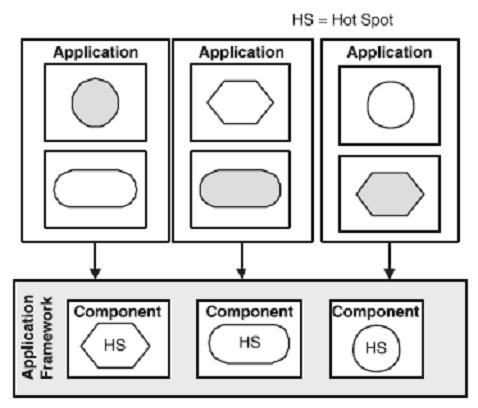 HS = Hot Spot
Application
Application
Application
Application
Framework
Component
HS
Component
HS
Component
HS